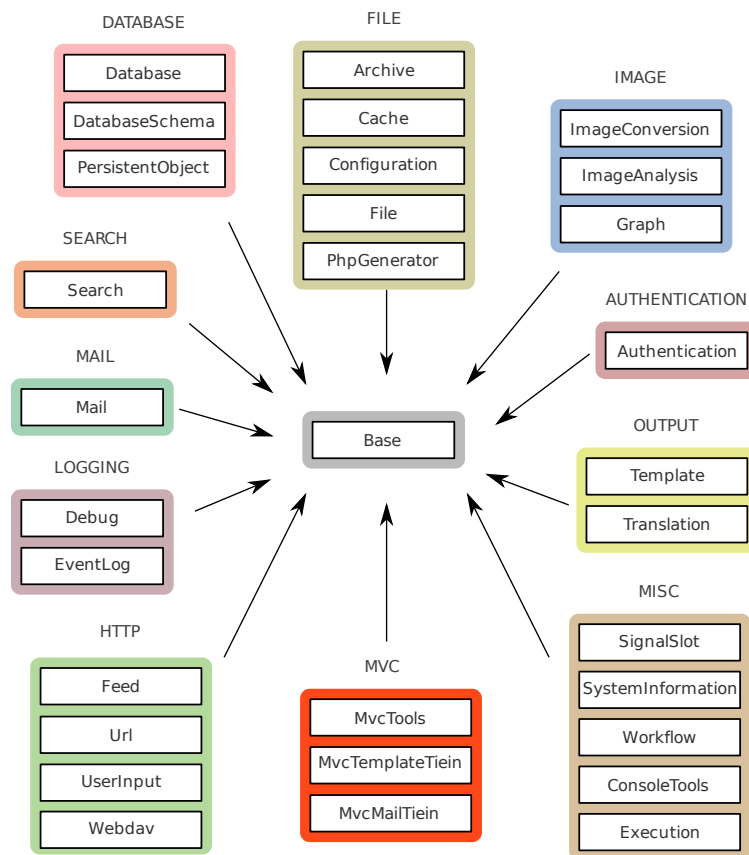 DATABASE
Database
DatabaseSchema
PersistentObject
FILE
Archive
Cache
Configuration
File
PhpGenerator
IMAGE
ImageConversion
ImageAnalysis
Graph
SEARCH
Search
AUTHENTICATION
Authentication
MAIL
Mail
Base
OUTPUT
Template
Translation
LOGGING
Debug
EventLog
HTTP
Feed
Url
UserInput
Webdav
MVC
MvcTools
MvcTemplateTiein
MvcMailTiein
MISC
SignalSlot
SystemInformation
Workflow
ConsoleTools
Execution